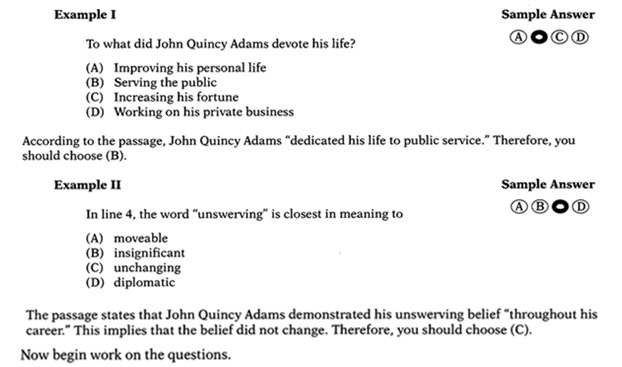 Example I Sample Answer
To what did John Quincy Adams devote his life? Ⓐ ● Ⓒ Ⓓ
(A) Improving his personal life
(B) Serving the public
(C) Increasing his fortune
(D) Working on his private business
According to the passage, John Quincy Adams “dedicated his life to public service.” Therefore, you
should choose (B).
Example II Sample Answer
In line 4, the word “unswerving” is closest in meaning to Ⓐ Ⓑ ● Ⓓ
(A) moveable
(B) insignificant
(C) unchanging
(D) diplomatic
The passage states that John Quincy Adams demonstrated his unswerving belief “throughout his
career.” This implies that the belief did not change. Therefore, you should choose (C).
Now begin work on the questions.